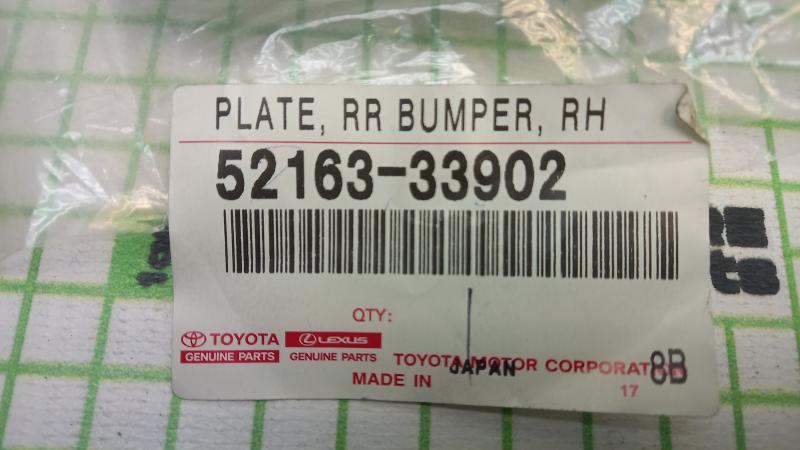 PLATE, RR BUMPER, RH
52163-33902
QTY:
TOYOTA LEXUS
GENUINE PARTS GENUINE PARTS TOYOTA MOTOR CORPORATION
MADE IN JAPAN
17 8B